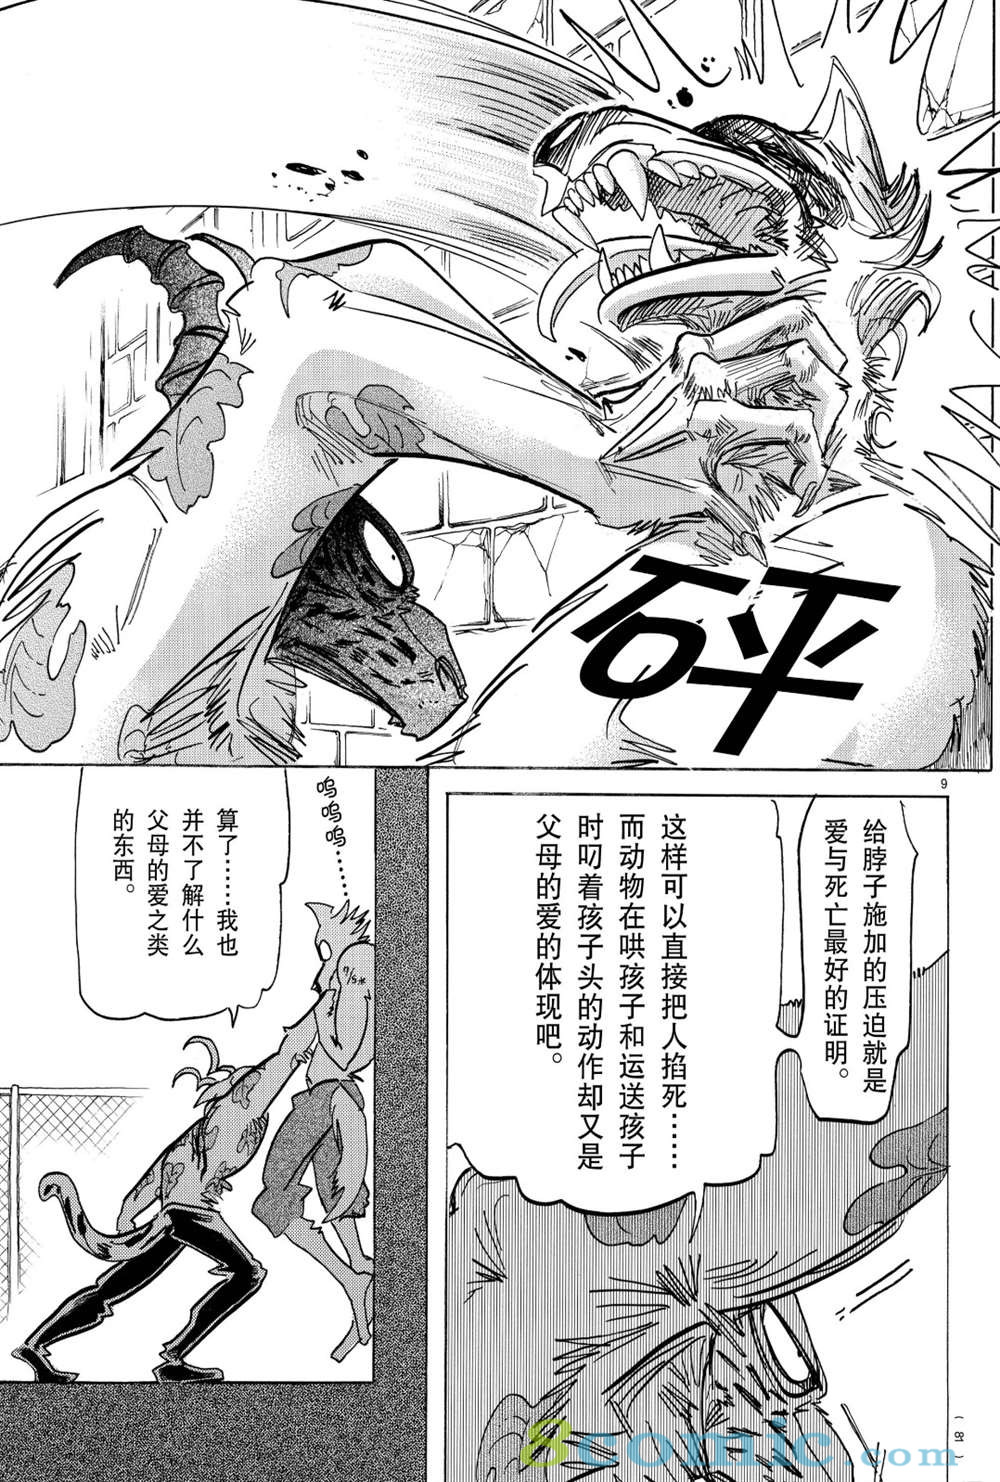 砰
9
给脖子施加的压迫就是
爱与死亡最好的证明。
这样可以直接把人掐死……
而动物在哄孩子和运送孩子
时叨着孩子头的动作却又是
父母的爱的体现吧。
呜呜呜……
算了……我也
并不了解什么
父母的爱之类
的东西。
(81)
8comic.com